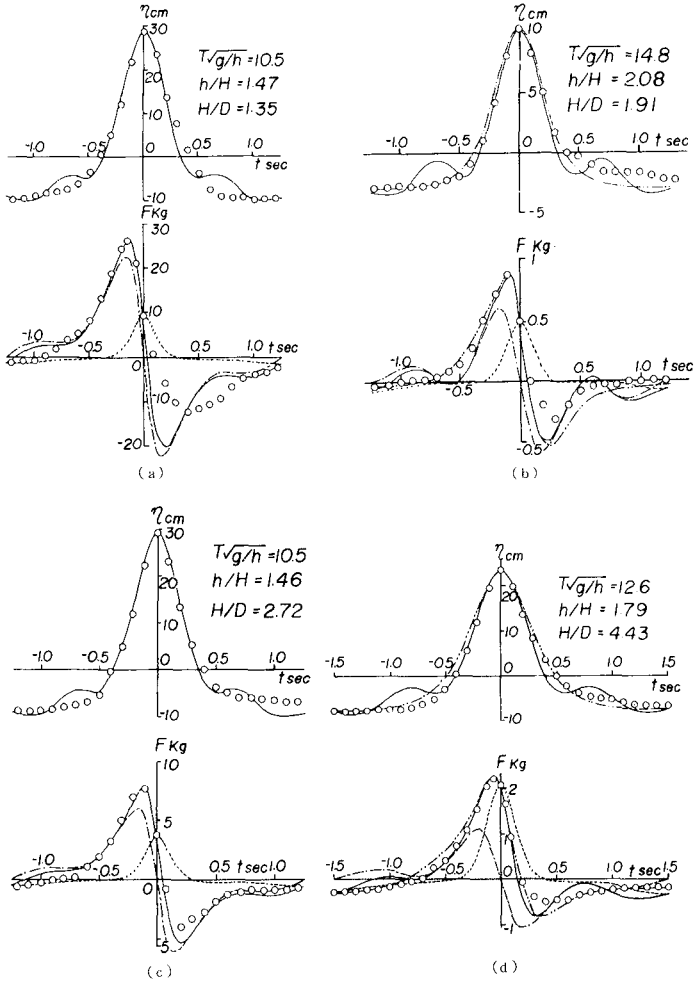 η cm
30
20
10
-1.0
-0.5
0
0.5
1.0
t sec
-10
T√g/h =10.5
h/H =1.47
H/D =1.35
F Kg
30
20
10
-1.0
-0.5
0.5
1.0
t sec
0
-10
-20
(a)
η cm
10
5
-1.0
-0.5
0
0.5
1.0
t sec
-5
T√g/h =14.8
h/H = 2.08
H/D = 1.91
F Kg
1
0.5
-1.0
-0.5
0
0.5
1.0
t sec
-0.5
(b)
η cm
30
20
10
-1.0
-0.5
0
0.5
1.0
t sec
-10
T√g/h =10.5
h/H =1.46
H/D =2.72
F Kg
10
5
-1.0
-0.5
0.5
t sec 1.0
0
5
(c)
η cm
20
10
-1.5
-1.0
-0.5
0
0.5
1.0
1.5
t sec
-10
T√g/h =12.6
h/H =1.79
H/D = 4.43
F Kg
2
1
-1.5
-1.0
-0.5
0
0.5
1.0
1.5
t sec
-1
(d)